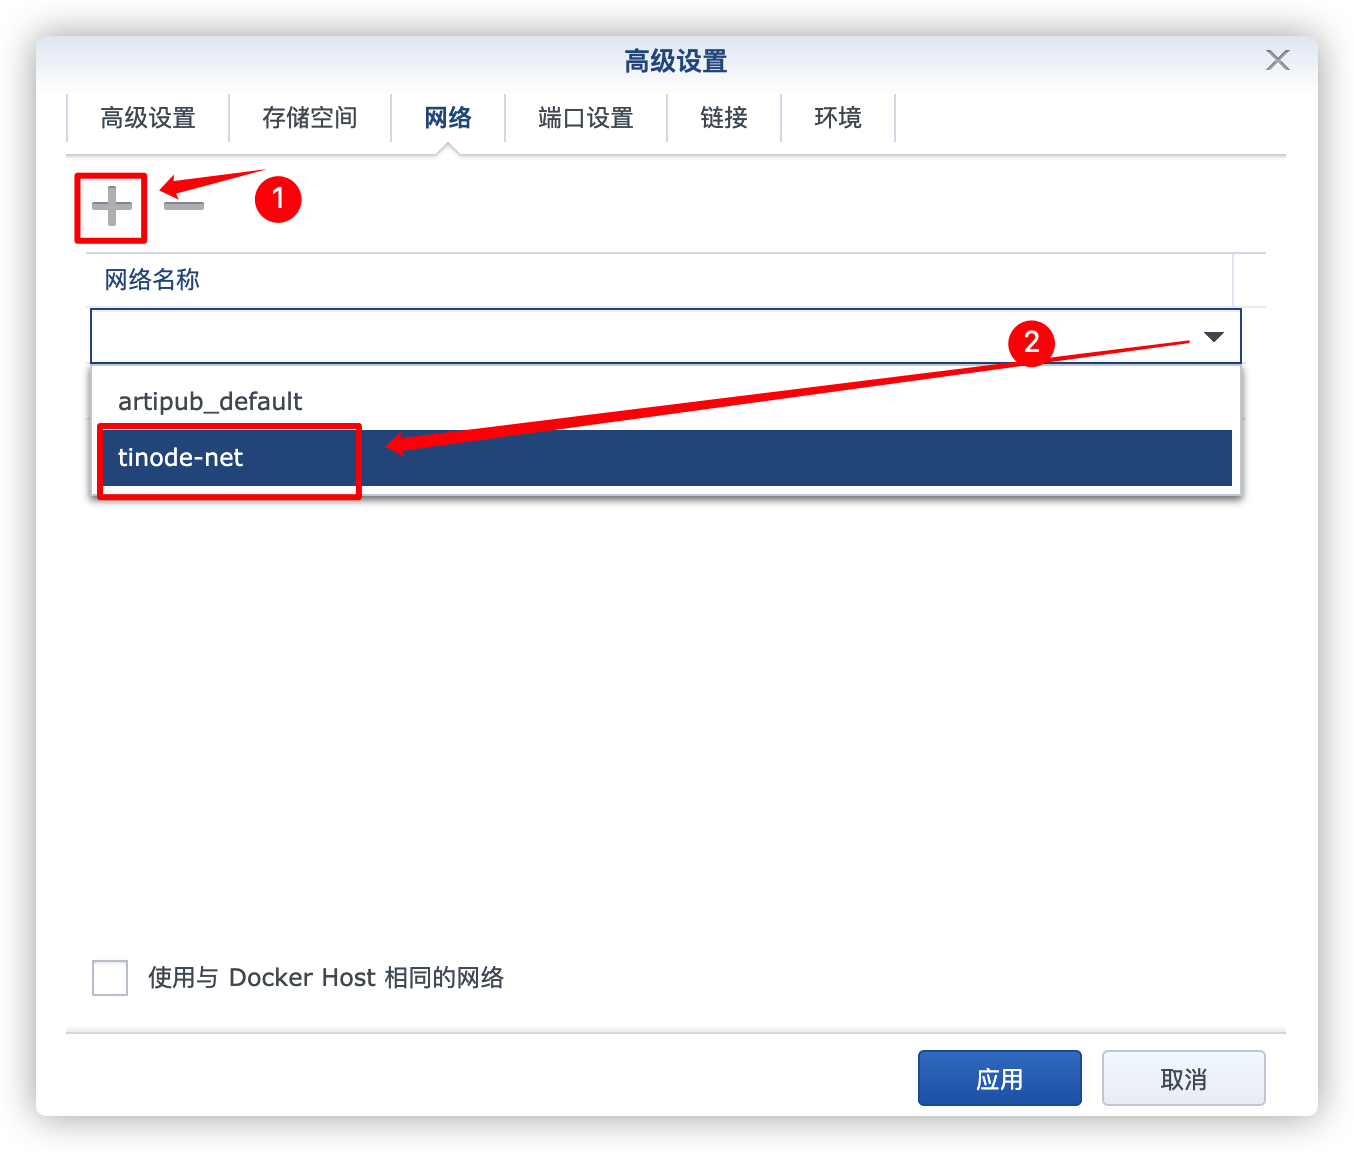 高级设置
高级设置 存储空间 网络 端口设置 链接 环境
1
网络名称
2
artipub_default
tinode-net
使用与 Docker Host 相同的网络
应用 取消